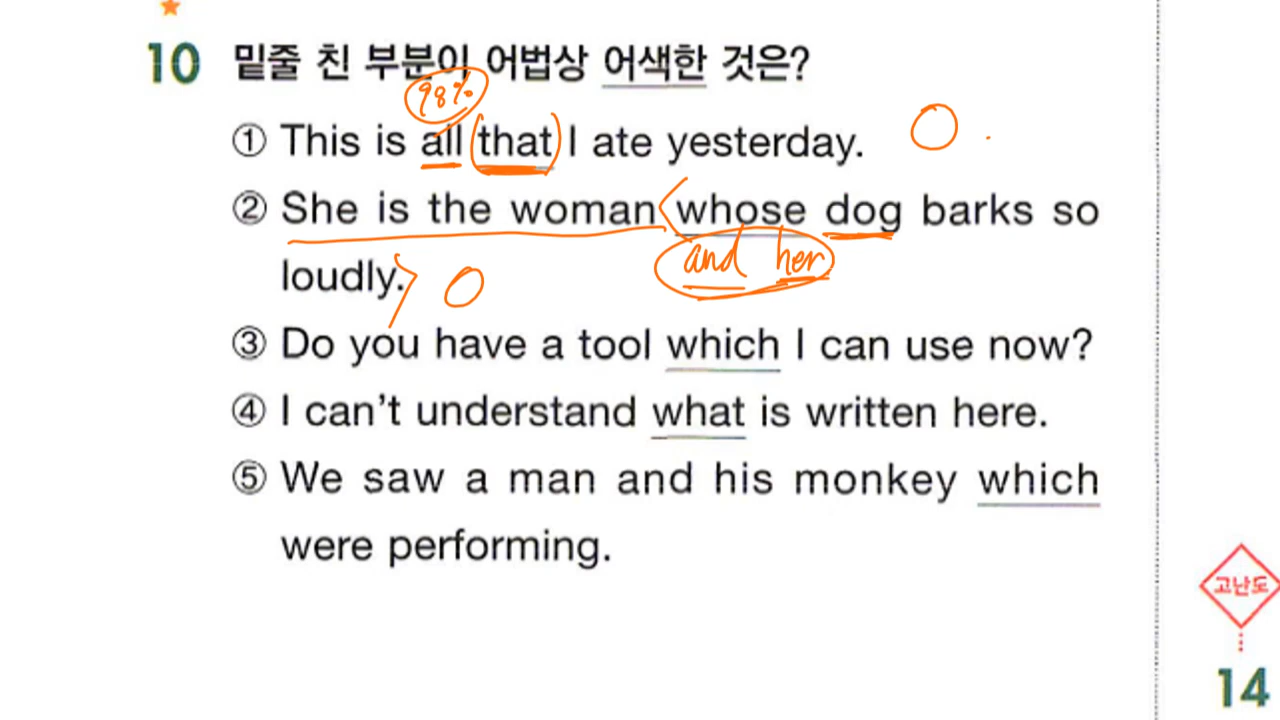 10 밑줄 친 부분이 어법상 어색한 것은?
98%
① This is all (that) I ate yesterday.
② She is the woman whose dog barks so
and her
loudly.
③ Do you have a tool which I can use now?
④ I can't understand what is written here.
⑤ We saw a man and his monkey which
were performing.
고난도
14